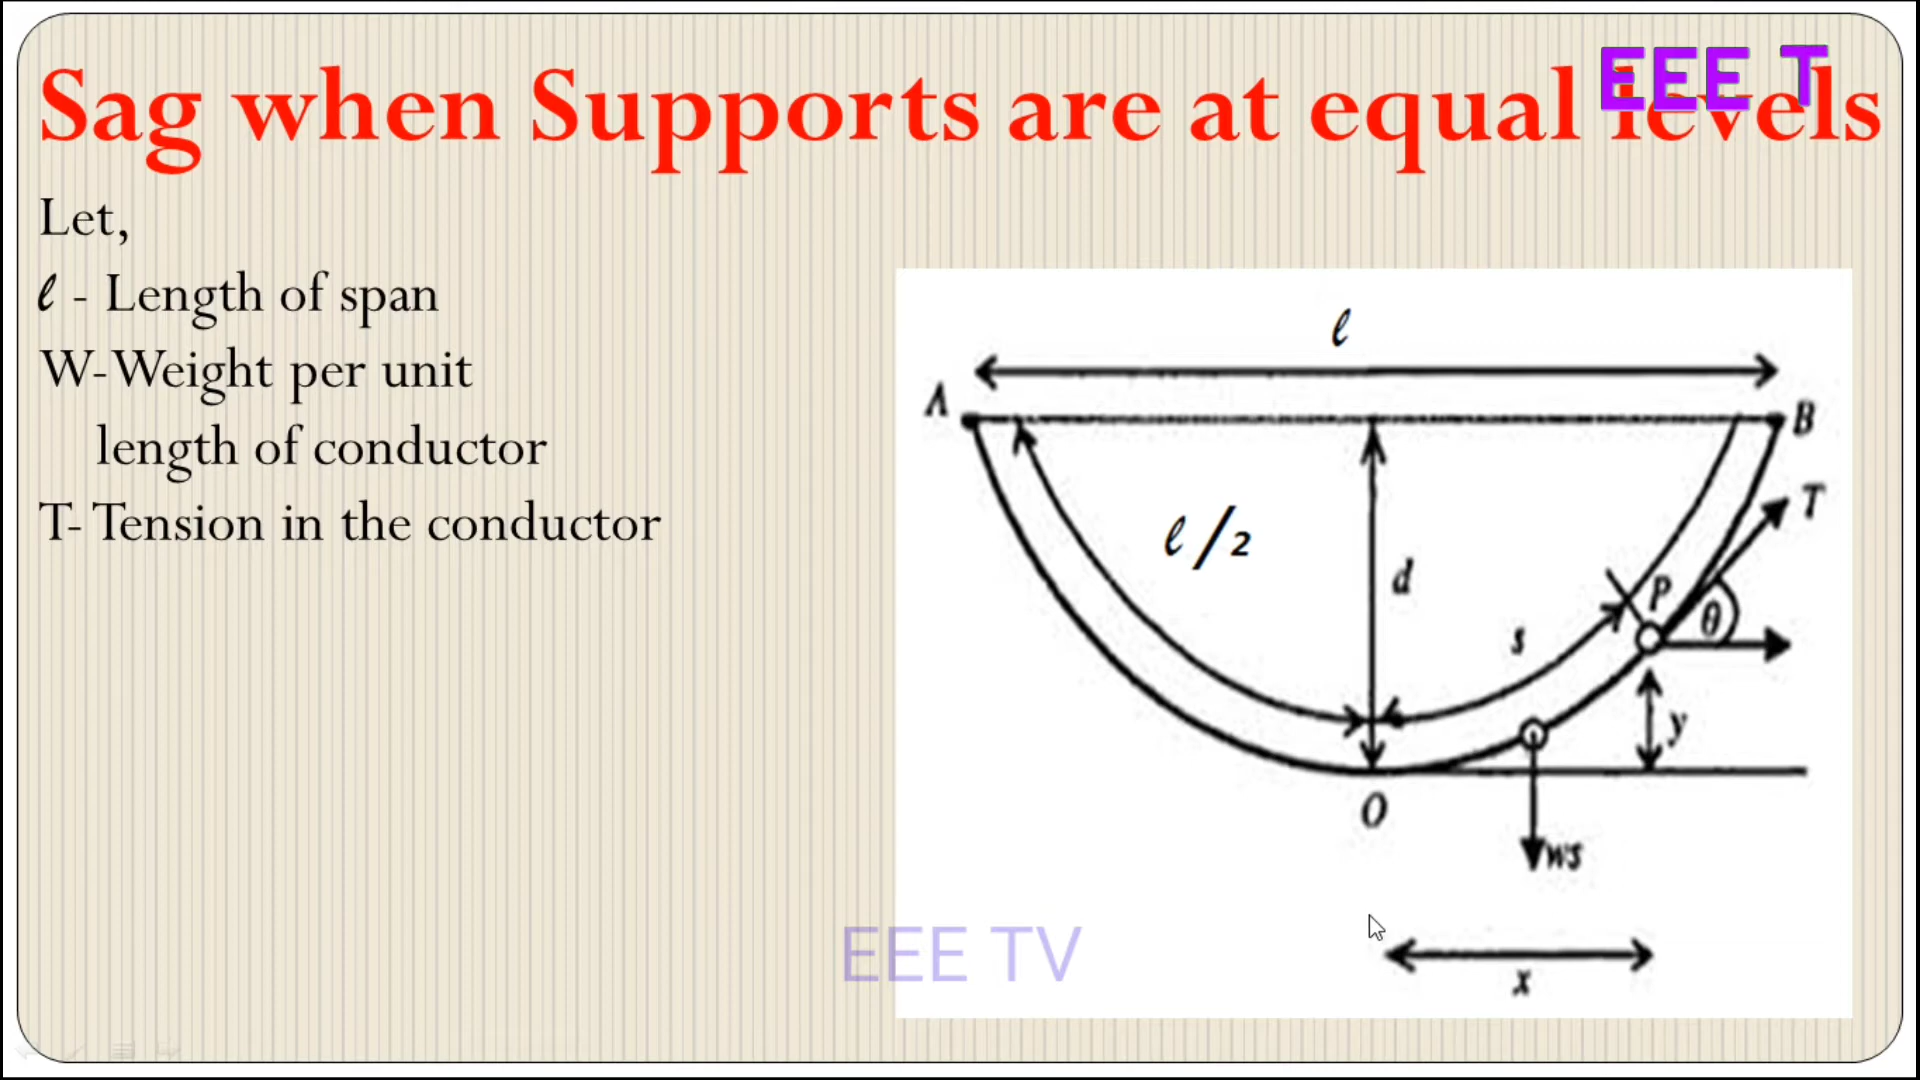 EEE T
Sag when Supports are at equal levels
Let,
ℓ - Length of span
W-Weight per unit
length of conductor
T- Tension in the conductor
ℓ
A
B
T
ℓ /2
d
P
θ
s
y
O
ws
x
EEE TV